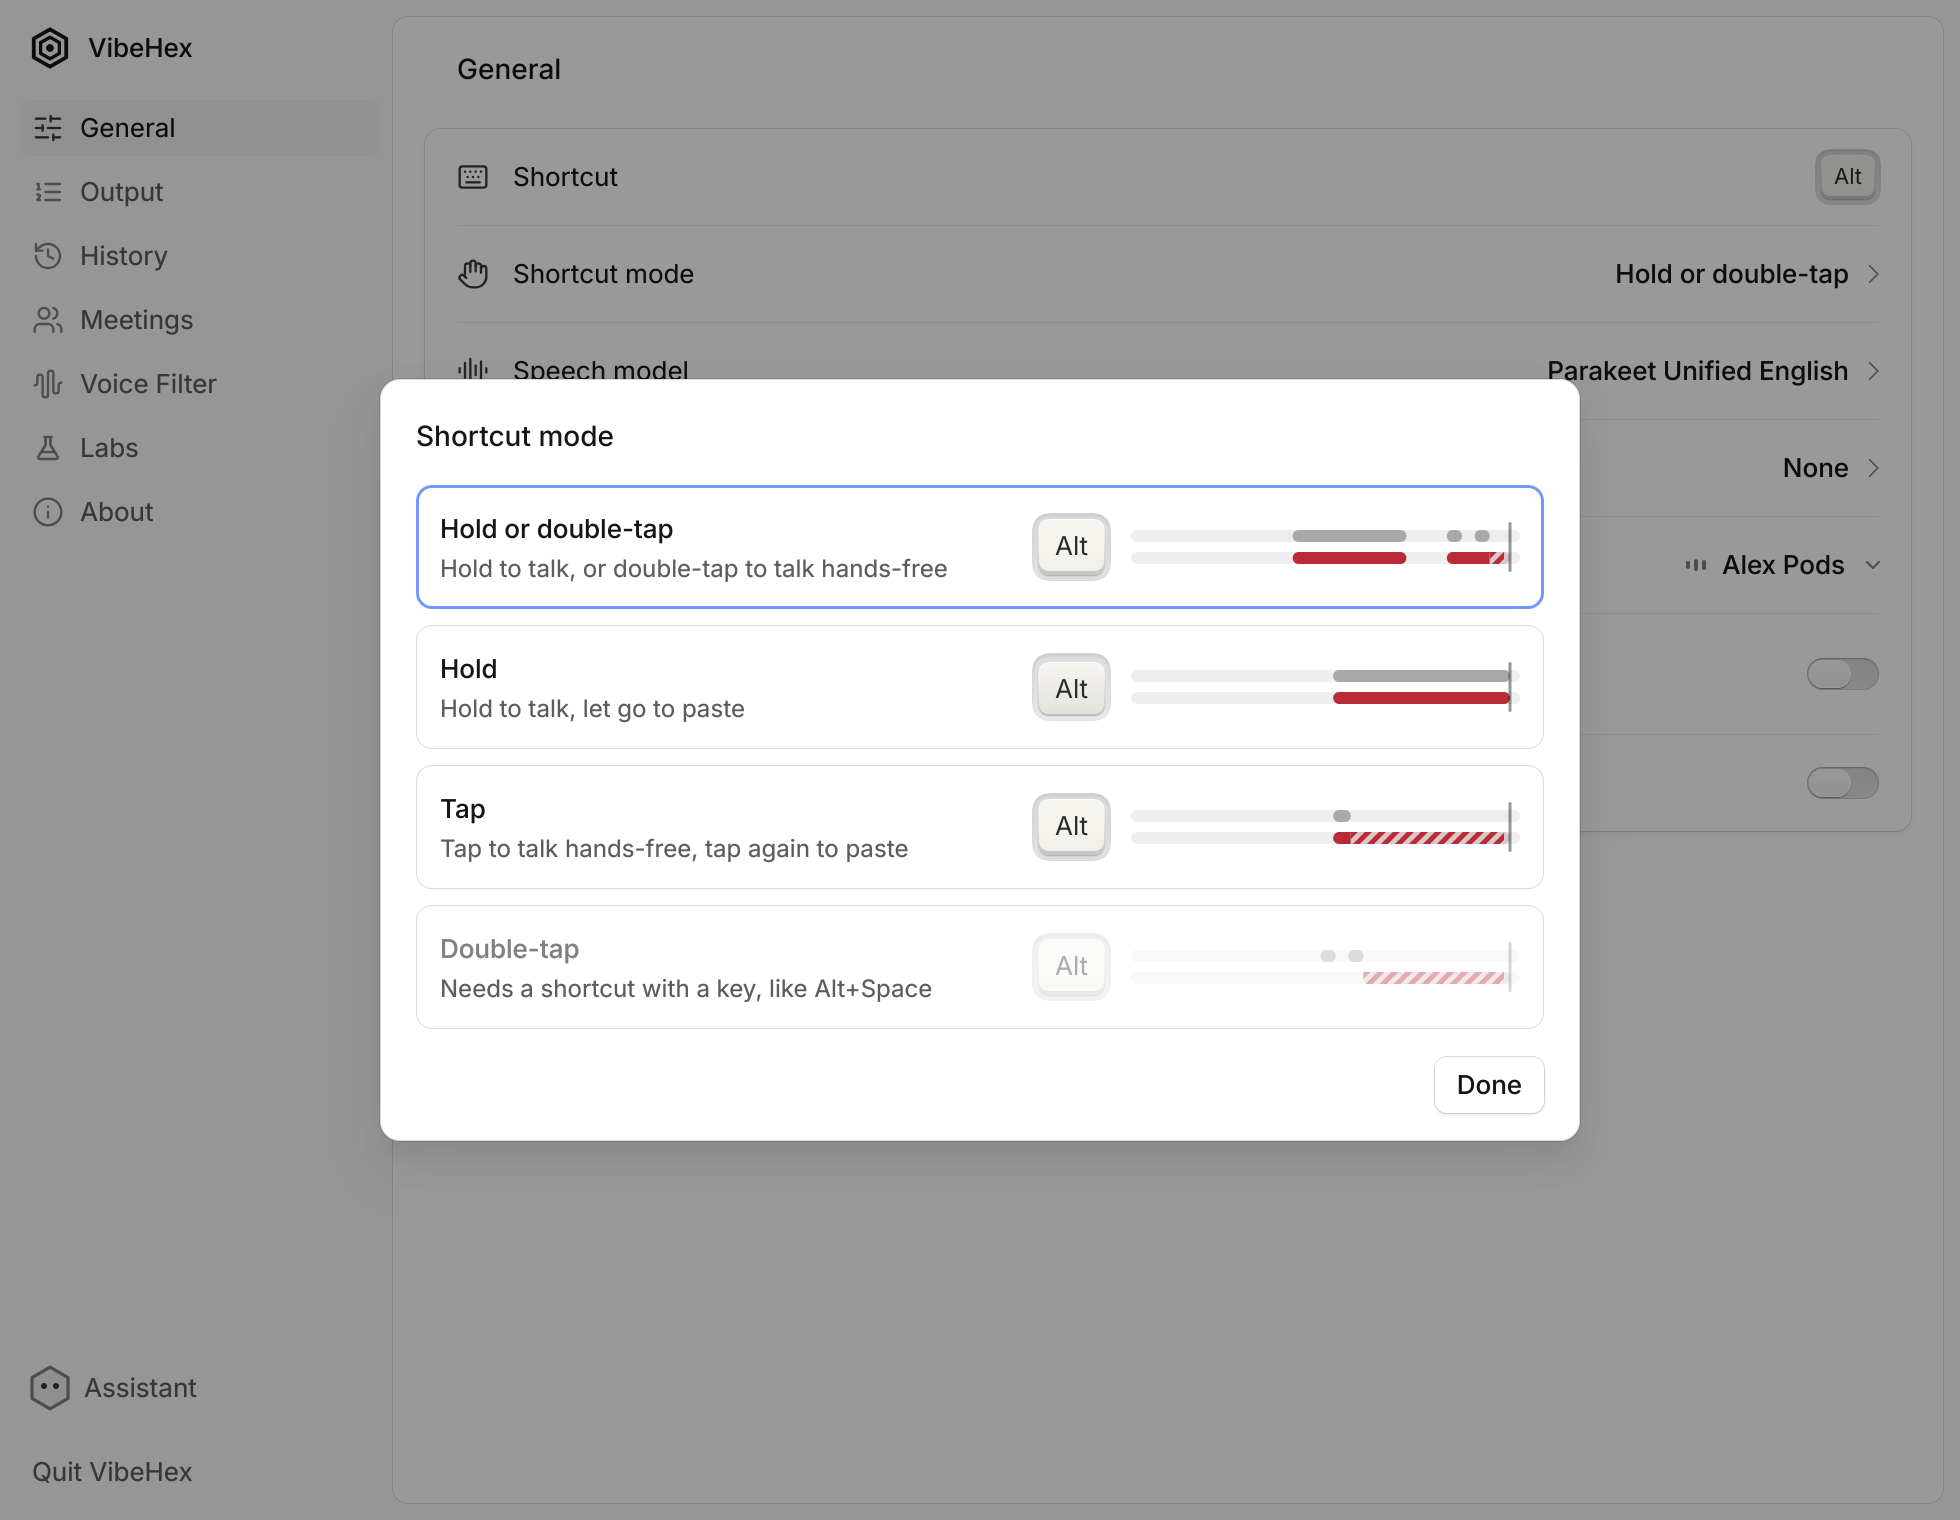 VibeHex
General
Output
History
Meetings
Voice Filter
Labs
About
Assistant
Quit VibeHex
General
Shortcut
Alt
Shortcut mode
Hold or double-tap
Speech model
Parakeet Unified English
None
Alex Pods
Shortcut mode
Hold or double-tap
Hold to talk, or double-tap to talk hands-free
Alt
Hold
Hold to talk, let go to paste
Alt
Tap
Tap to talk hands-free, tap again to paste
Alt
Double-tap
Needs a shortcut with a key, like Alt+Space
Alt
Done